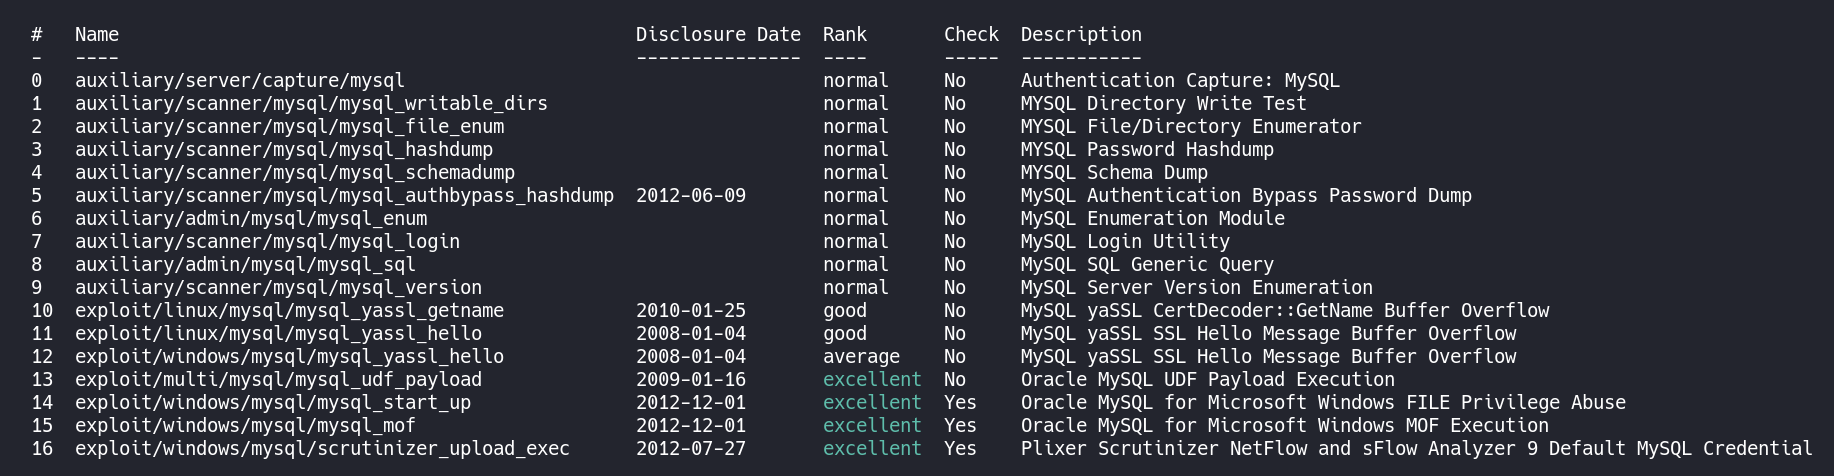 #   Name                                               Disclosure Date  Rank       Check  Description
-   ----                                               ---------------  ----       -----  -----------
0   auxiliary/server/capture/mysql                                      normal     No     Authentication Capture: MySQL
1   auxiliary/scanner/mysql/mysql_writable_dirs                         normal     No     MYSQL Directory Write Test
2   auxiliary/scanner/mysql/mysql_file_enum                             normal     No     MYSQL File/Directory Enumerator
3   auxiliary/scanner/mysql/mysql_hashdump                              normal     No     MYSQL Password Hashdump
4   auxiliary/scanner/mysql/mysql_schemadump                            normal     No     MYSQL Schema Dump
5   auxiliary/scanner/mysql/mysql_authbypass_hashdump  2012-06-09       normal     No     MySQL Authentication Bypass Password Dump
6   auxiliary/admin/mysql/mysql_enum                                    normal     No     MySQL Enumeration Module
7   auxiliary/scanner/mysql/mysql_login                                 normal     No     MySQL Login Utility
8   auxiliary/admin/mysql/mysql_sql                                     normal     No     MySQL SQL Generic Query
9   auxiliary/scanner/mysql/mysql_version                               normal     No     MySQL Server Version Enumeration
10  exploit/linux/mysql/mysql_yassl_getname            2010-01-25       good       No     MySQL yaSSL CertDecoder::GetName Buffer Overflow
11  exploit/linux/mysql/mysql_yassl_hello              2008-01-04       good       No     MySQL yaSSL SSL Hello Message Buffer Overflow
12  exploit/windows/mysql/mysql_yassl_hello            2008-01-04       average    No     MySQL yaSSL SSL Hello Message Buffer Overflow
13  exploit/multi/mysql/mysql_udf_payload              2009-01-16       excellent  No     Oracle MySQL UDF Payload Execution
14  exploit/windows/mysql/mysql_start_up               2012-12-01       excellent  Yes    Oracle MySQL for Microsoft Windows FILE Privilege Abuse
15  exploit/windows/mysql/mysql_mof                    2012-12-01       excellent  Yes    Oracle MySQL for Microsoft Windows MOF Execution
16  exploit/windows/mysql/scrutinizer_upload_exec      2012-07-27       excellent  Yes    Plixer Scrutinizer NetFlow and sFlow Analyzer 9 Default MySQL Credential